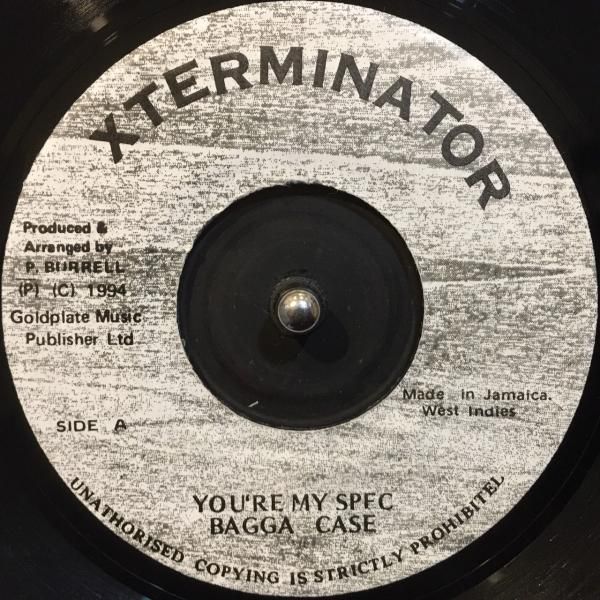 XTERMINATOR
Produced &
Arranged by
P. BURRELL
(P) (C) 1994
Goldplate Music
Publisher Ltd
Made in Jamaica.
West Indies
SIDE A
YOU'RE MY SPEC
BAGGA CASE
UNATHORISED COPYING IS STRICTLY PROHIBITEL